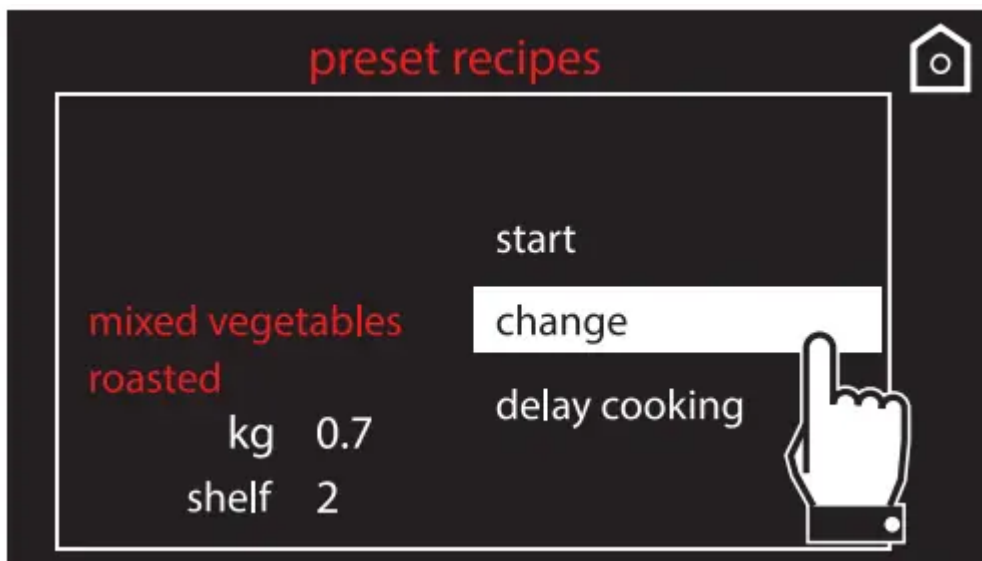 preset recipes
start
mixed vegetables
change
roasted
delay cooking
kg 0.7
shelf 2